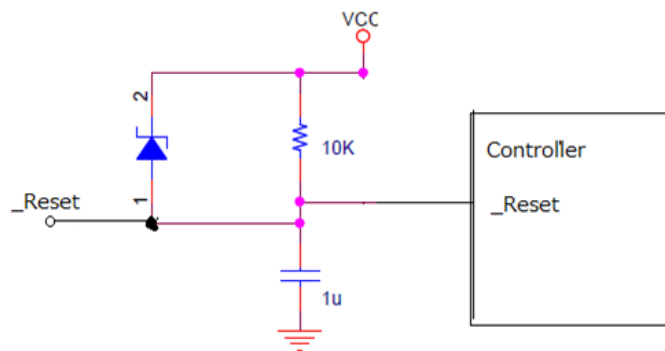 VCC
2
10K
Controller
1
_Reset
_Reset
1u